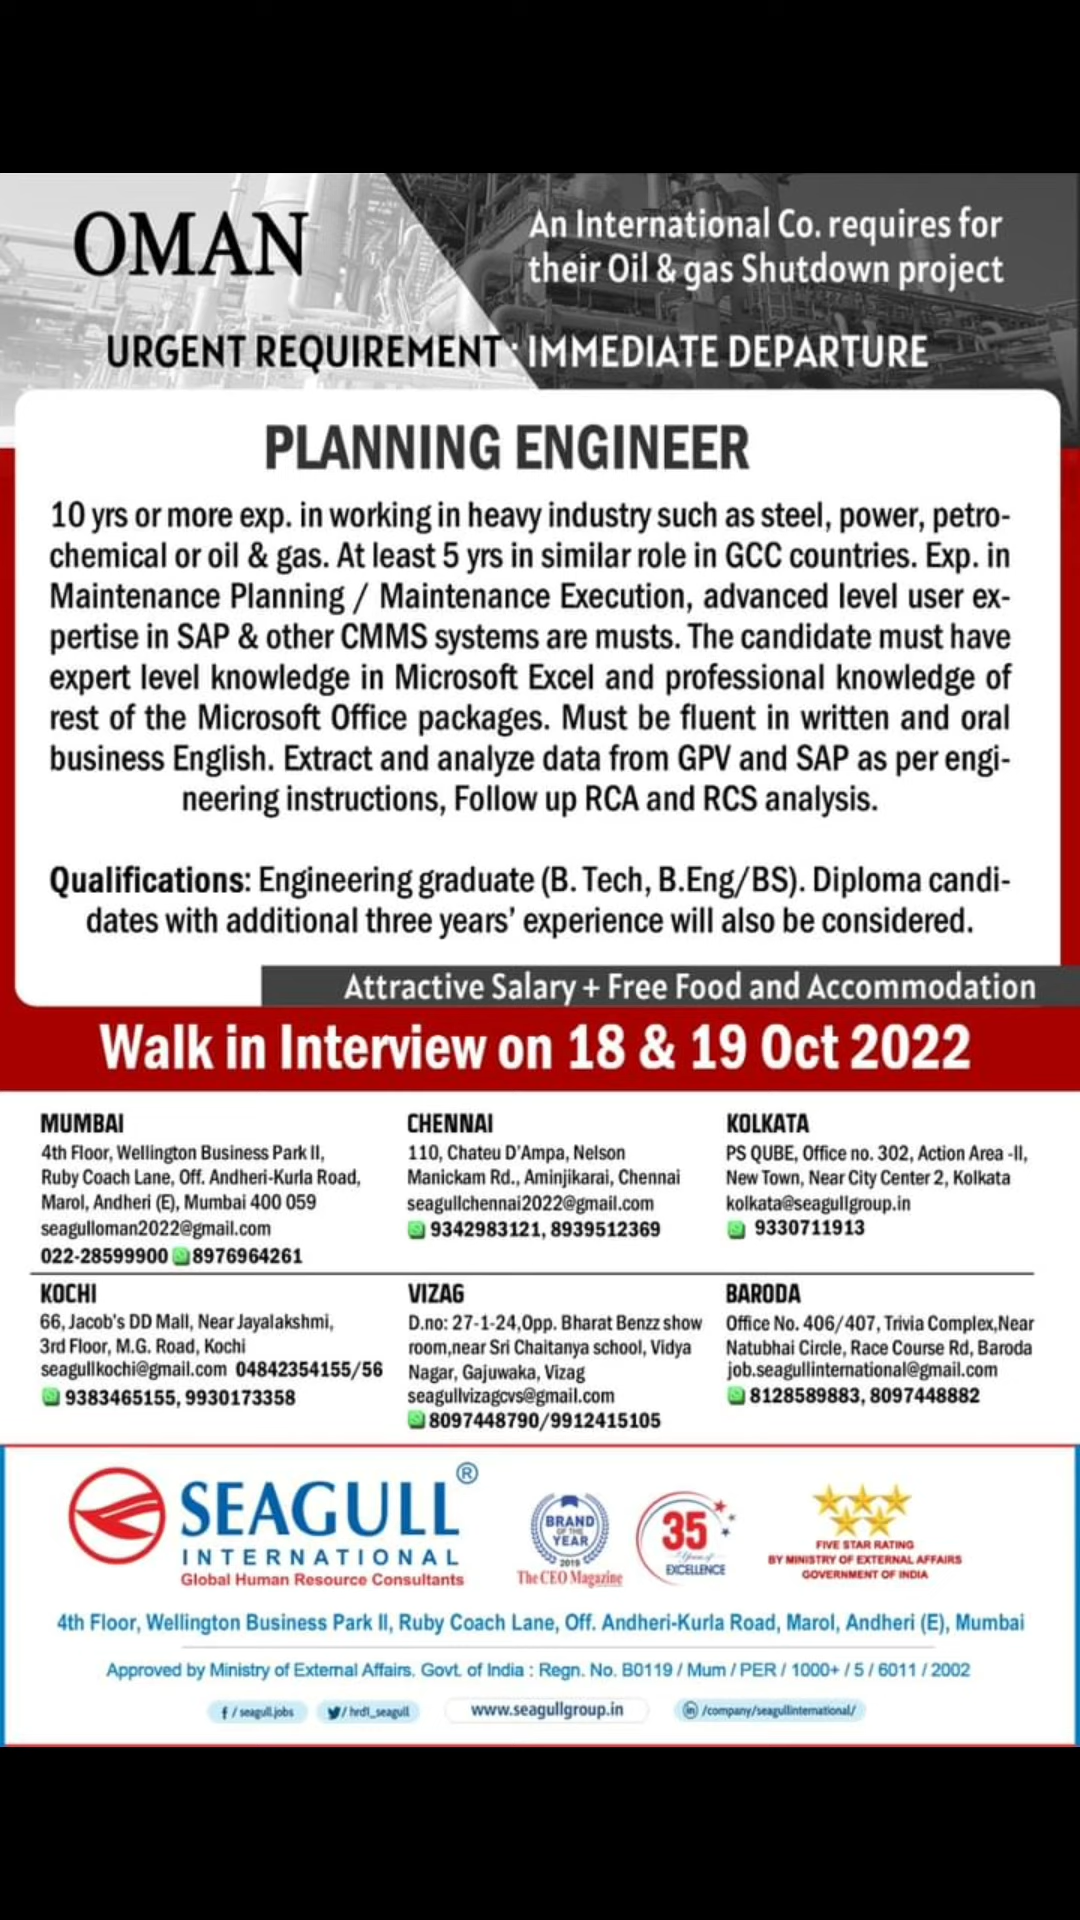 OMAN
An International Co. requires for
their Oil & gas Shutdown project
URGENT REQUIREMENT : IMMEDIATE DEPARTURE
PLANNING ENGINEER
10 yrs or more exp. in working in heavy industry such as steel, power, petro-
chemical or oil & gas. At least 5 yrs in similar role in GCC countries. Exp. in
Maintenance Planning / Maintenance Execution, advanced level user ex-
pertise in SAP & other CMMS systems are musts. The candidate must have
expert level knowledge in Microsoft Excel and professional knowledge of
rest of the Microsoft Office packages. Must be fluent in written and oral
business English. Extract and analyze data from GPV and SAP as per engi-
neering instructions, Follow up RCA and RCS analysis.
Qualifications: Engineering graduate (B. Tech, B.Eng/BS). Diploma candi-
dates with additional three years' experience will also be considered.
Attractive Salary + Free Food and Accommodation
Walk in Interview on 18 & 19 Oct 2022
MUMBAI
4th Floor, Wellington Business Park II,
Ruby Coach Lane, Off. Andheri-Kurla Road,
Marol, Andheri (E), Mumbai 400 059
seagulloman2022@gmail.com
022-28599900 8976964261
CHENNAI
110, Chateu D'Ampa, Nelson
Manickam Rd., Aminjikarai, Chennai
seagullchennai2022@gmail.com
9342983121, 8939512369
KOLKATA
PS QUBE, Office no. 302, Action Area -II,
New Town, Near City Center 2, Kolkata
kolkata@seagullgroup.in
9330711913
KOCHI
66, Jacob's DD Mall, Near Jayalakshmi,
3rd Floor, M.G. Road, Kochi
seagullkochi@gmail.com 04842354155/56
9383465155, 9930173358
VIZAG
D.no: 27-1-24,Opp. Bharat Benzz show
room,near Sri Chaitanya school, Vidya
Nagar, Gajuwaka, Vizag
seagullvizagcvs@gmail.com
8097448790/9912415105
BARODA
Office No. 406/407, Trivia Complex,Near
Natubhai Circle, Race Course Rd, Baroda
job.seagullinternational@gmail.com
8128589883, 8097448882
SEAGULL®
INTERNATIONAL
Global Human Resource Consultants
BRAND
OF THE
YEAR
2019
The CEO Magazine
35
Years of
EXCELLENCE
FIVE STAR RATING
BY MINISTRY OF EXTERNAL AFFAIRS
GOVERNMENT OF INDIA
4th Floor, Wellington Business Park II, Ruby Coach Lane, Off. Andheri-Kurla Road, Marol, Andheri (E), Mumbai
Approved by Ministry of External Affairs. Govt. of India : Regn. No. B0119 / Mum / PER / 1000+ / 5 / 6011 / 2002
f / seagull.jobs
/ hrd1_seagull
www.seagullgroup.in
in /company/seagullinternational/